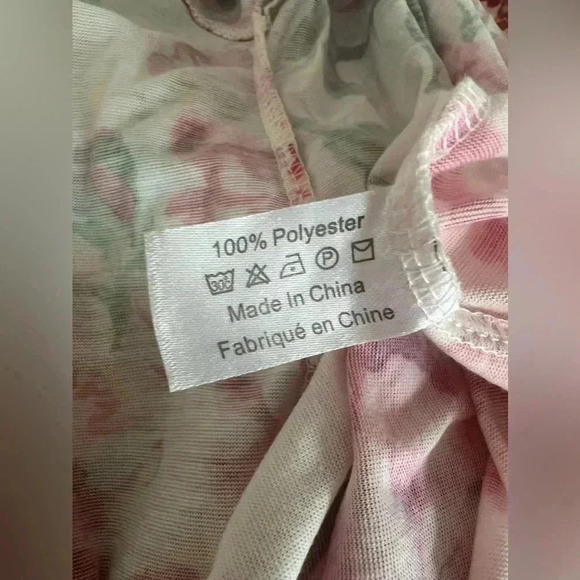 100% Polyester
30° P
Made In China
Fabriqué en Chine